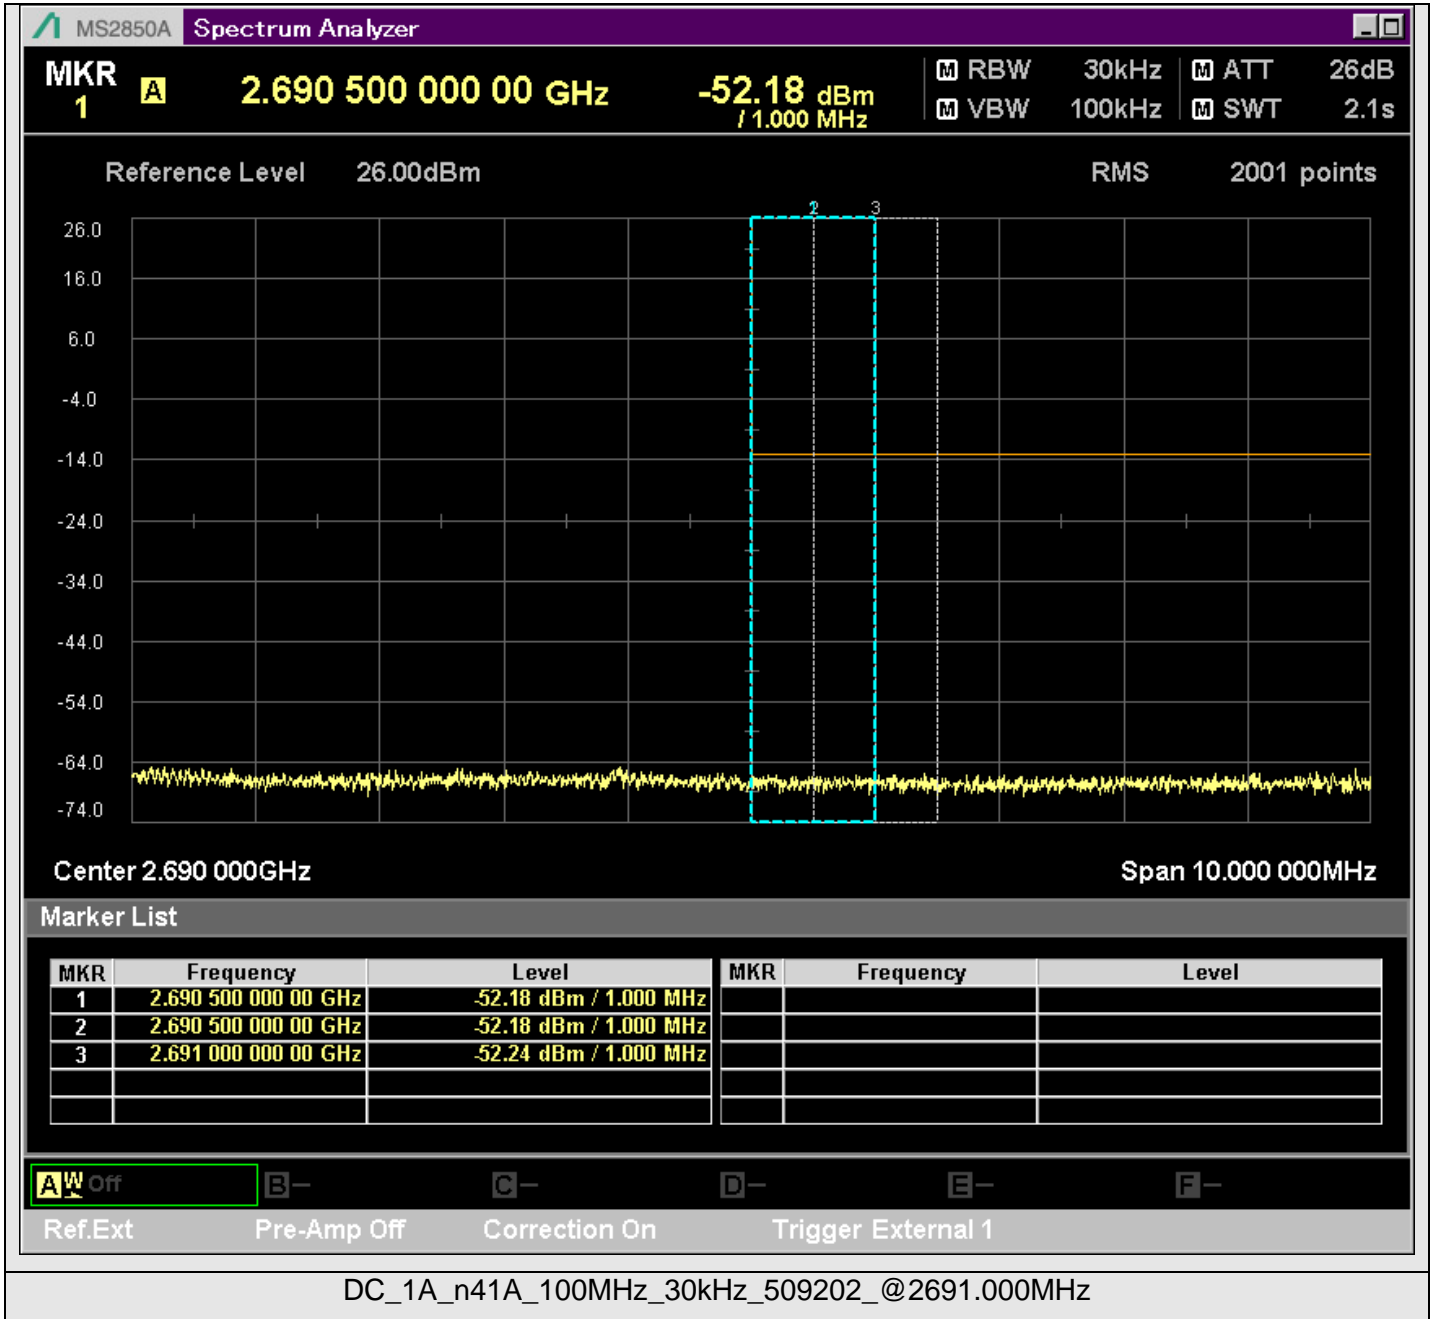 MS2850A Spectrum Analyzer
MKR 1 A 2.690 500 000 00 GHz -52.18 dBm / 1.000 MHz
M RBW 30kHz M ATT 26dB
M VBW 100kHz M SWT 2.1s
Reference Level 26.00dBm RMS 2001 points
2 3
26.0
16.0
6.0
-4.0
-14.0
-24.0
-34.0
-44.0
-54.0
-64.0
-74.0
Center 2.690 000GHz Span 10.000 000MHz
Marker List
MKR Frequency Level MKR Frequency Level
1 2.690 500 000 00 GHz -52.18 dBm / 1.000 MHz
2 2.690 500 000 00 GHz -52.18 dBm / 1.000 MHz
3 2.691 000 000 00 GHz -52.24 dBm / 1.000 MHz
A W Off B — C — D — E — F —
Ref.Ext Pre-Amp Off Correction On Trigger External 1
DC_1A_n41A_100MHz_30kHz_509202_@2691.000MHz